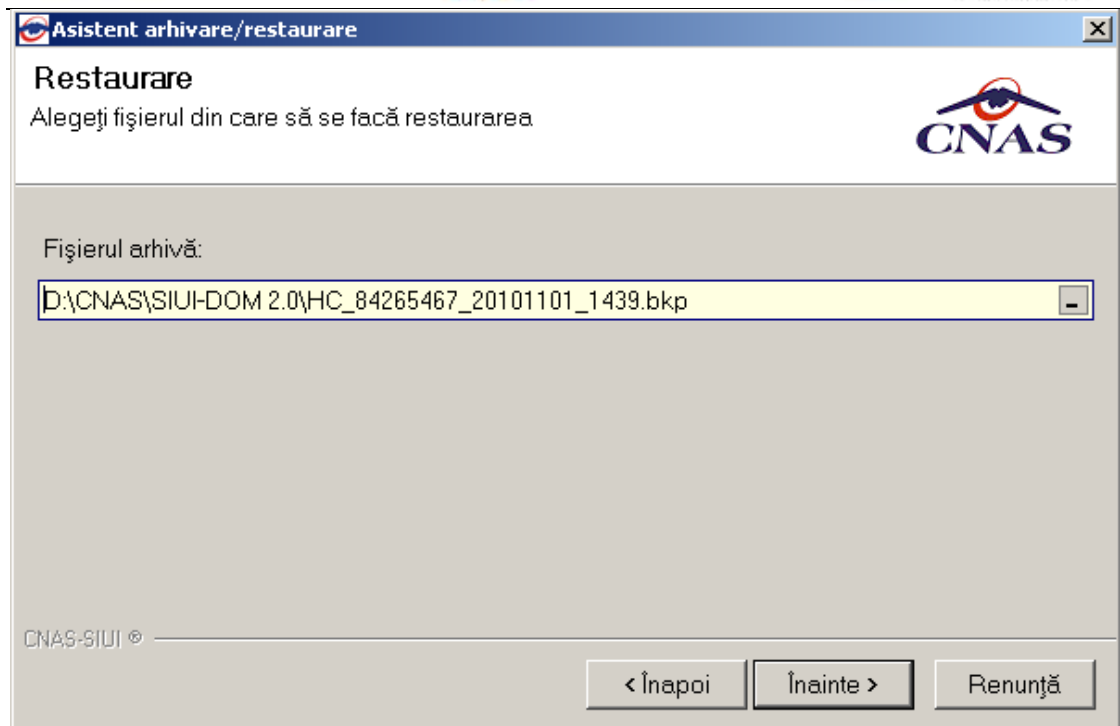 Asistent arhivare/restaurare
Restaurare
Alegeţi fişierul din care să se facă restaurarea
CNAS
Fişierul arhivă:
D:\CNAS\SIUI-DOM 2.0\HC_84265467_20101101_1439.bkp
CNAS-SIUI ®
< Înapoi Înainte > Renunţă